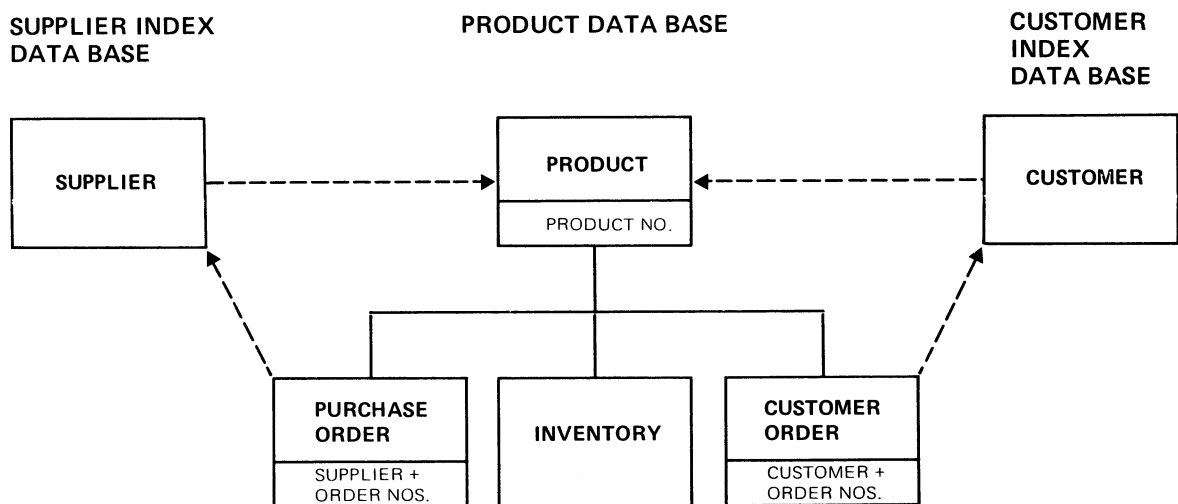 SUPPLIER INDEX
DATA BASE
PRODUCT DATA BASE
CUSTOMER
INDEX
DATA BASE
SUPPLIER
PRODUCT
PRODUCT NO.
CUSTOMER
PURCHASE
ORDER
SUPPLIER +
ORDER NOS.
INVENTORY
CUSTOMER
ORDER
CUSTOMER +
ORDER NOS.